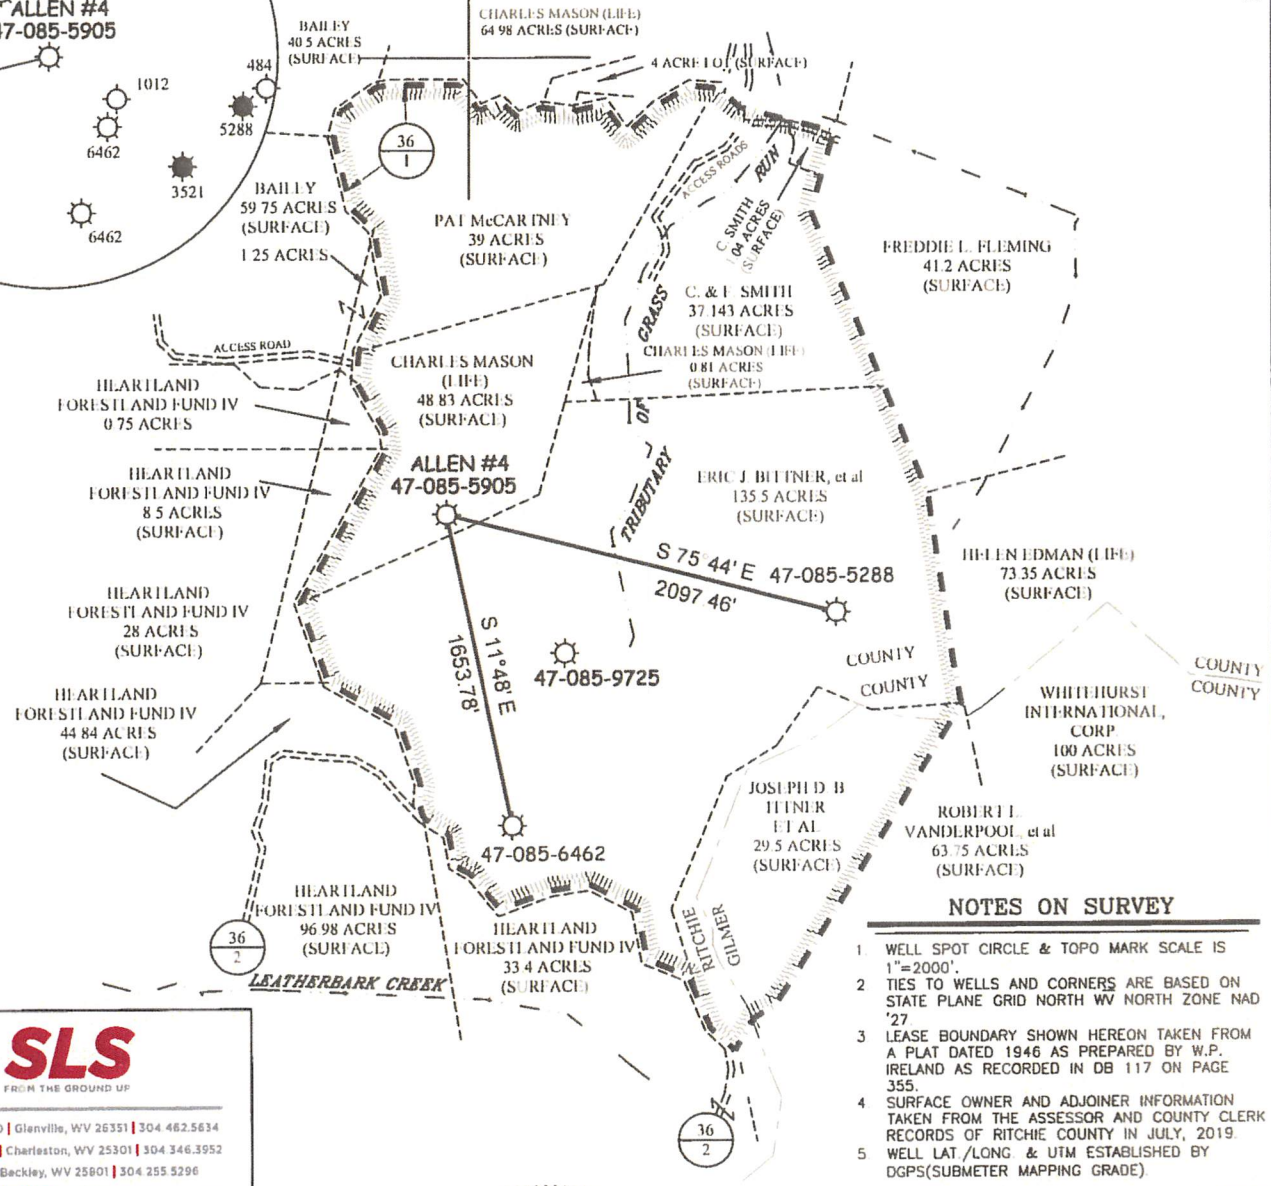 ALLEN #4
47-085-5905
1012
484
5288
6462
3521
6462
BAILEY
40.5 ACRES
(SURFACE)
CHARLES MASON (LIFE)
64.98 ACRES (SURFACE)
4 ACRE LOT (SURFACE)
36
1
BAILEY
59.75 ACRES
(SURFACE)
1.25 ACRES
PAT McCARTNEY
39 ACRES
(SURFACE)
ACCESS ROADS
RUN
C. SMITH
1.04 ACRES
(SURFACE)
FREDDIE L. FLEMING
41.2 ACRES
(SURFACE)
GRASS
C. & F. SMITH
37.143 ACRES
(SURFACE)
CHARLES MASON (LIFE)
0.81 ACRES
(SURFACE)
ACCESS ROAD
CHARLES MASON
(LIFE)
48.83 ACRES
(SURFACE)
HEARTLAND
FORESTLAND FUND IV
0.75 ACRES
OF
TRIBUTARY
ALLEN #4
47-085-5905
HEARTLAND
FORESTLAND FUND IV
8.5 ACRES
(SURFACE)
ERIC J. BITTNER, et al
135.5 ACRES
(SURFACE)
S 75°44' E
2097.46'
47-085-5288
HELEN EDMAN (LIFE)
73.35 ACRES
(SURFACE)
HEARTLAND
FORESTLAND FUND IV
28 ACRES
(SURFACE)
S 11°48' E
1653.78'
47-085-9725
COUNTY
COUNTY
COUNTY
COUNTY
HEARTLAND
FORESTLAND FUND IV
44.84 ACRES
(SURFACE)
WHITEHURST
INTERNATIONAL,
CORP.
100 ACRES
(SURFACE)
JOSEPH D. B
ITTNER
ET AL
29.5 ACRES
(SURFACE)
ROBERT L.
VANDERPOOL, et al
63.75 ACRES
(SURFACE)
47-085-6462
HEARTLAND
FORESTLAND FUND IV
96.98 ACRES
(SURFACE)
HEARTLAND
FORESTLAND FUND IV
33.4 ACRES
(SURFACE)
RITCHIE
GILMER
36
2
LEATHERBARK CREEK
36
2
NOTES ON SURVEY
1. WELL SPOT CIRCLE & TOPO MARK SCALE IS
1"=2000'.
2. TIES TO WELLS AND CORNERS ARE BASED ON
STATE PLANE GRID NORTH WV NORTH ZONE NAD
'27.
3. LEASE BOUNDARY SHOWN HEREON TAKEN FROM
A PLAT DATED 1946 AS PREPARED BY W.P.
IRELAND AS RECORDED IN DB 117 ON PAGE
355.
4. SURFACE OWNER AND ADJOINER INFORMATION
TAKEN FROM THE ASSESSOR AND COUNTY CLERK
RECORDS OF RITCHIE COUNTY IN JULY, 2019.
5. WELL LAT./LONG. & UTM ESTABLISHED BY
DGPS(SUBMETER MAPPING GRADE).
SLS
FROM THE GROUND UP
| Glenville, WV 26351 | 304.462.5634
| Charleston, WV 25301 | 304.346.3952
Beckley, WV 25801 | 304.255.5296